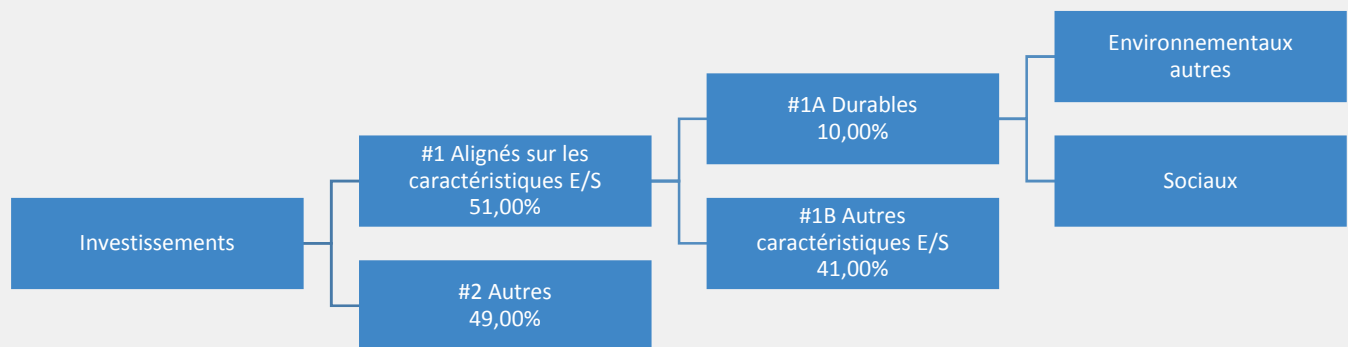 Investissements
#1 Alignés sur les
caractéristiques E/S
51,00%
#2 Autres
49,00%
#1A Durables
10,00%
#1B Autres
caractéristiques E/S
41,00%
Environnementaux
autres
Sociaux